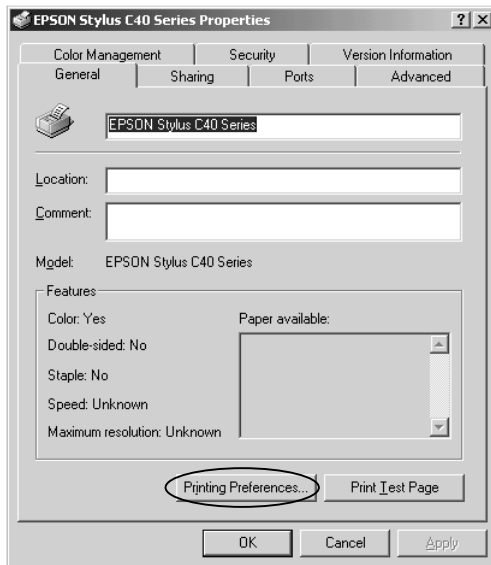 EPSON Stylus C40 Series Properties
Color Management Security Version Information
General Sharing Ports Advanced
EPSON Stylus C40 Series
Location:
Comment:
Model: EPSON Stylus C40 Series
Features
Color: Yes Paper available:
Double-sided: No
Staple: No
Speed: Unknown
Maximum resolution: Unknown
Printing Preferences... Print Test Page
OK Cancel Apply